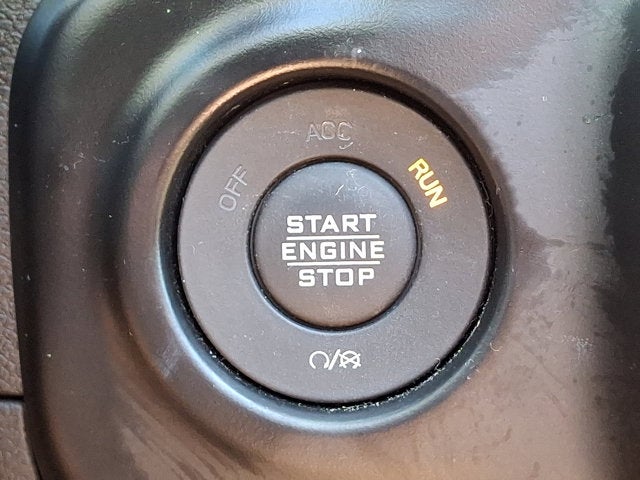 OFF
ACC
RUN
START
ENGINE
STOP